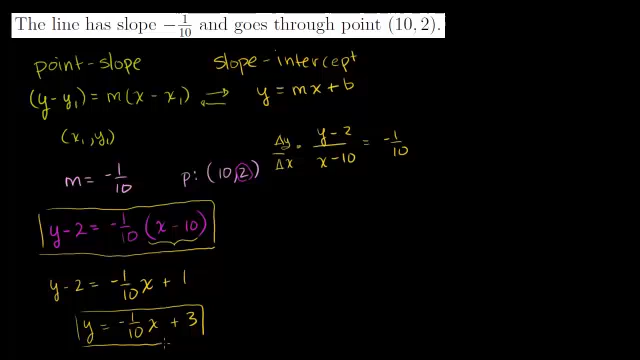 The line has slope −1/10 and goes through point (10, 2).
point-slope
slope-intercept
(y-y₁) = m(x-x₁) ⇌ y = mx+b
(x₁, y₁)
Δy/Δx = y-2/x-10 = -1/10
m = -1/10
p: (10, 2)
y-2 = -1/10 (x-10)
y-2 = -1/10 x + 1
y = -1/10 x + 3